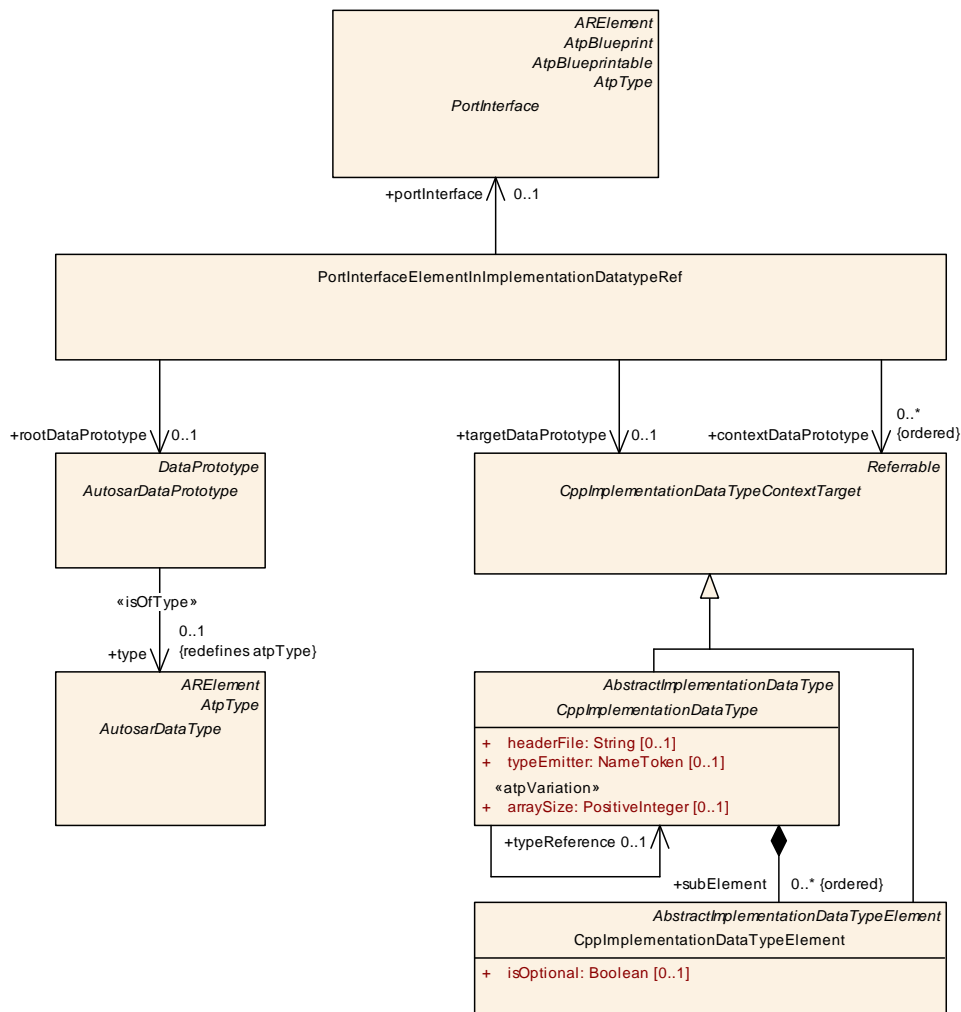 ARElement
AtpBlueprint
AtpBlueprintable
AtpType
PortInterface
+portInterface 0..1
PortInterfaceElementInImplementationDatatypeRef
+rootDataPrototype 0..1
+targetDataPrototype 0..1
+contextDataPrototype 0..*
{ordered}
DataPrototype
AutosarDataPrototype
Referrable
CppImplementationDataTypeContextTarget
«isOfType»
+type 0..1
{redefines atpType}
ARElement
AtpType
AutosarDataType
AbstractImplementationDataType
CppImplementationDataType
+ headerFile: String [0..1]
+ typeEmitter: NameToken [0..1]
«atpVariation»
+ arraySize: PositiveInteger [0..1]
+typeReference 0..1
+subElement 0..* {ordered}
AbstractImplementationDataTypeElement
CppImplementationDataTypeElement
+ isOptional: Boolean [0..1]